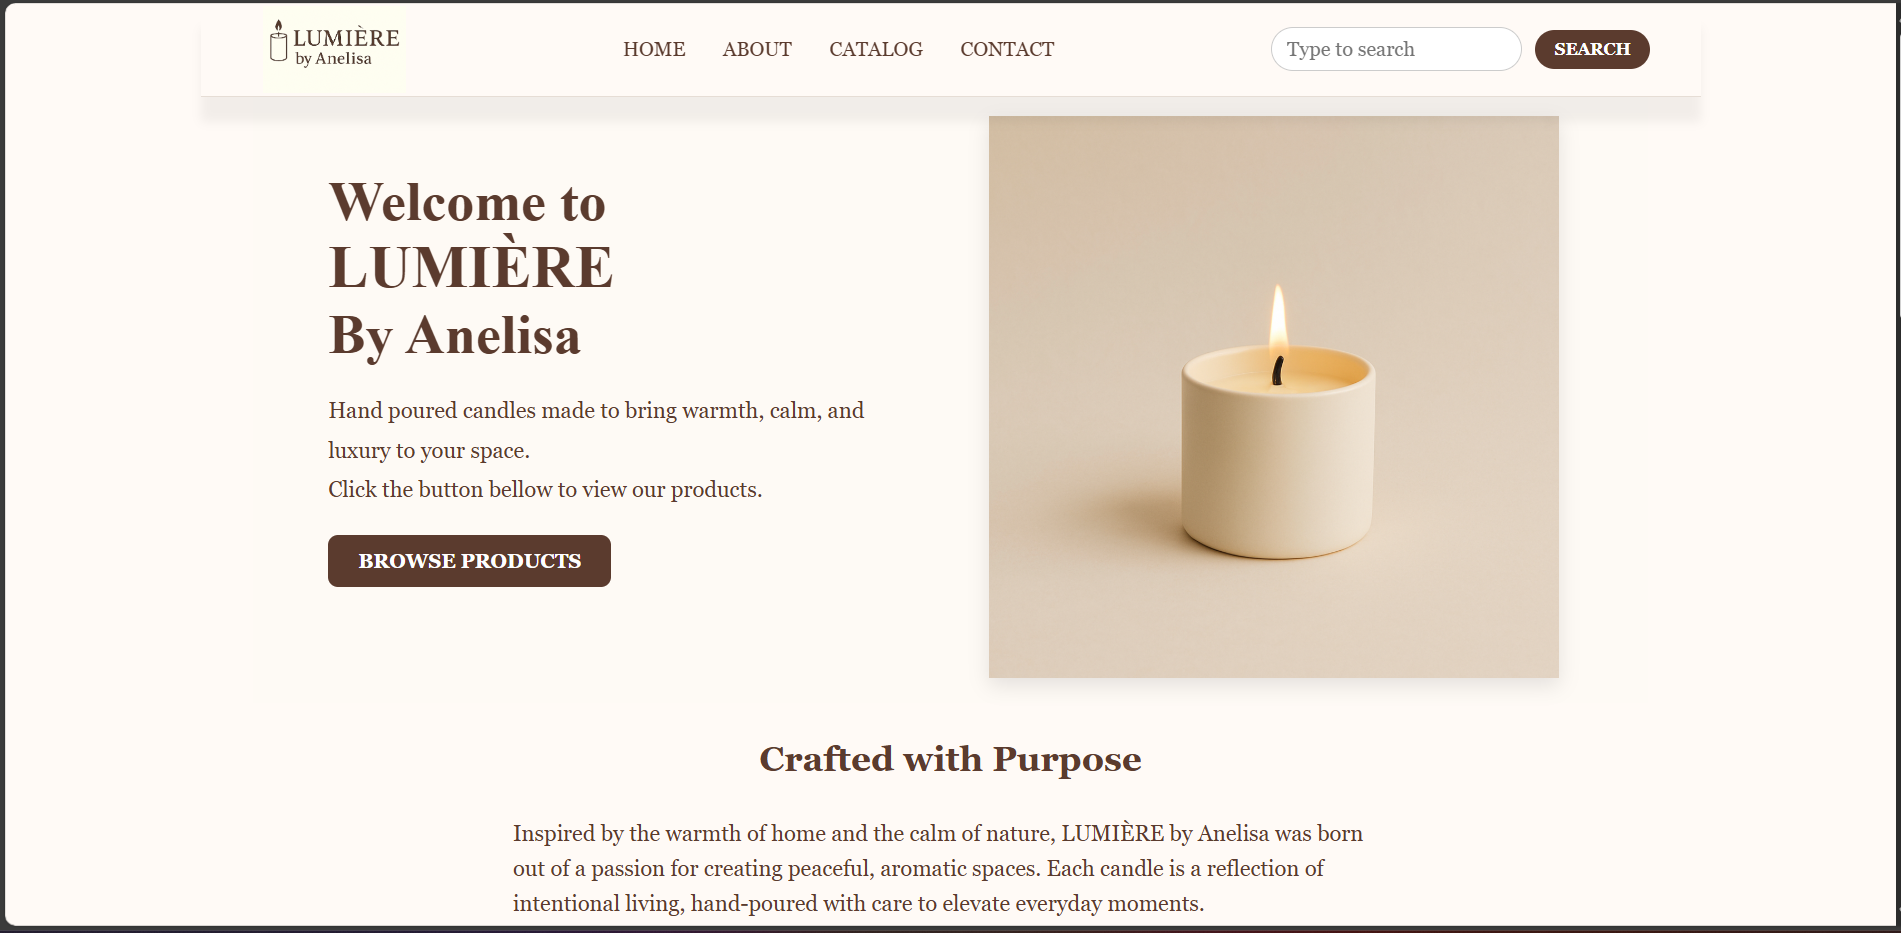 LUMIÈRE
by Anelisa
HOME ABOUT CATALOG CONTACT
Type to search
SEARCH
Welcome to
LUMIÈRE
By Anelisa
Hand poured candles made to bring warmth, calm, and
luxury to your space.
Click the button bellow to view our products.
BROWSE PRODUCTS
Crafted with Purpose
Inspired by the warmth of home and the calm of nature, LUMIÈRE by Anelisa was born
out of a passion for creating peaceful, aromatic spaces. Each candle is a reflection of
intentional living, hand-poured with care to elevate everyday moments.